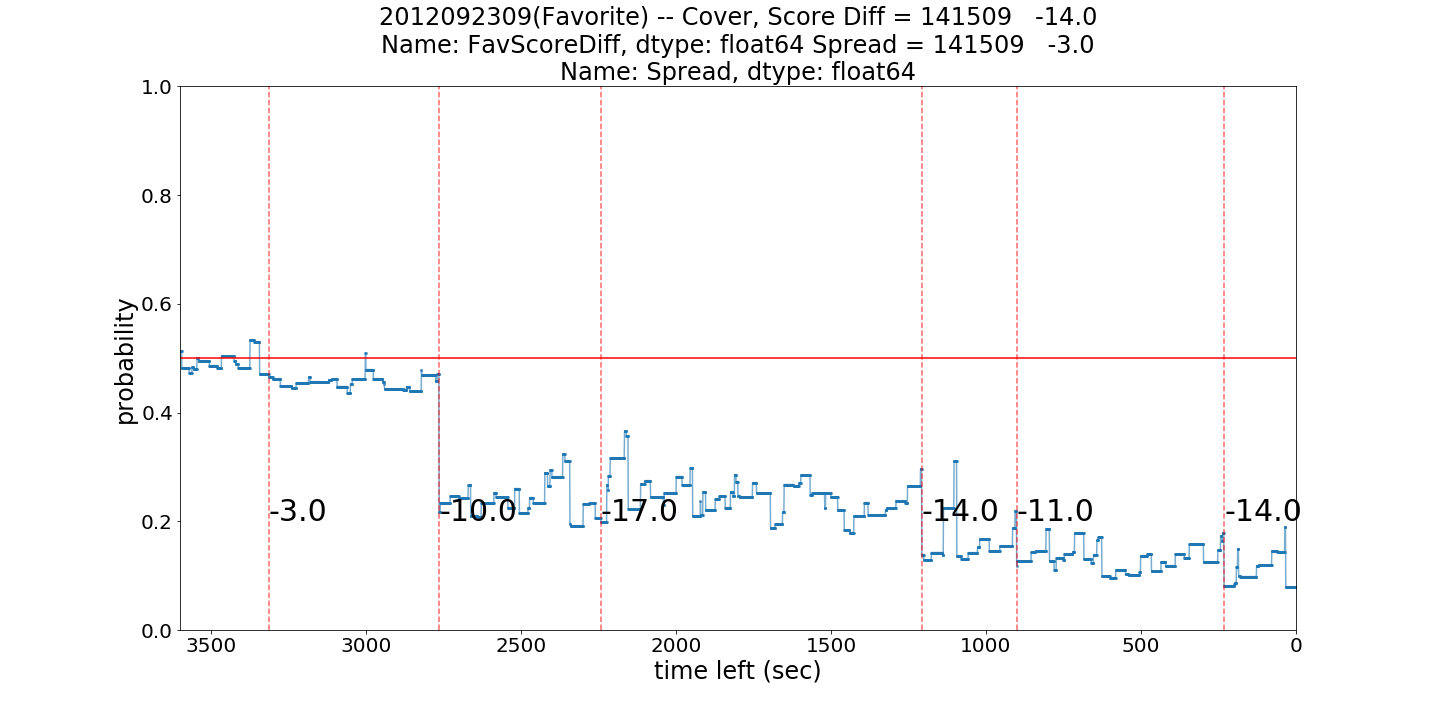 2012092309(Favorite) -- Cover, Score Diff = 141509   -14.0
Name: FavScoreDiff, dtype: float64 Spread = 141509   -3.0
Name: Spread, dtype: float64
1.0
0.8
0.6
0.4
0.2
0.0
probability
-3.0
-10.0
-17.0
-14.0
-11.0
-14.0
3500 3000 2500 2000 1500 1000 500 0
time left (sec)